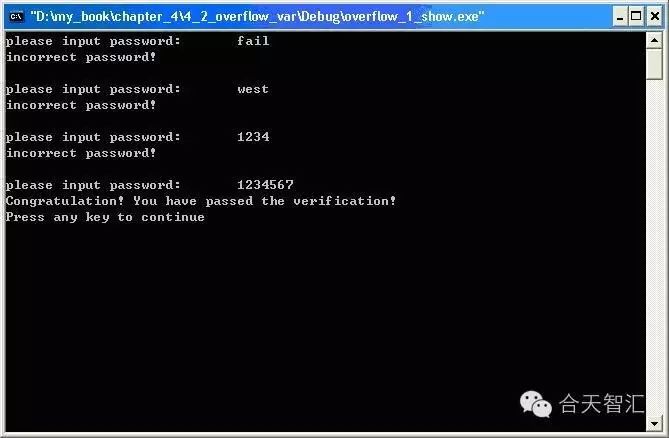 "D:\my_book\chapter_4\4_2_overflow_var\Debug\overflow_1_show.exe"
please input password:       fail
incorrect password!
please input password:       west
incorrect password!
please input password:       1234
incorrect password!
please input password:       1234567
Congratulation! You have passed the verification!
Press any key to continue
合天智汇